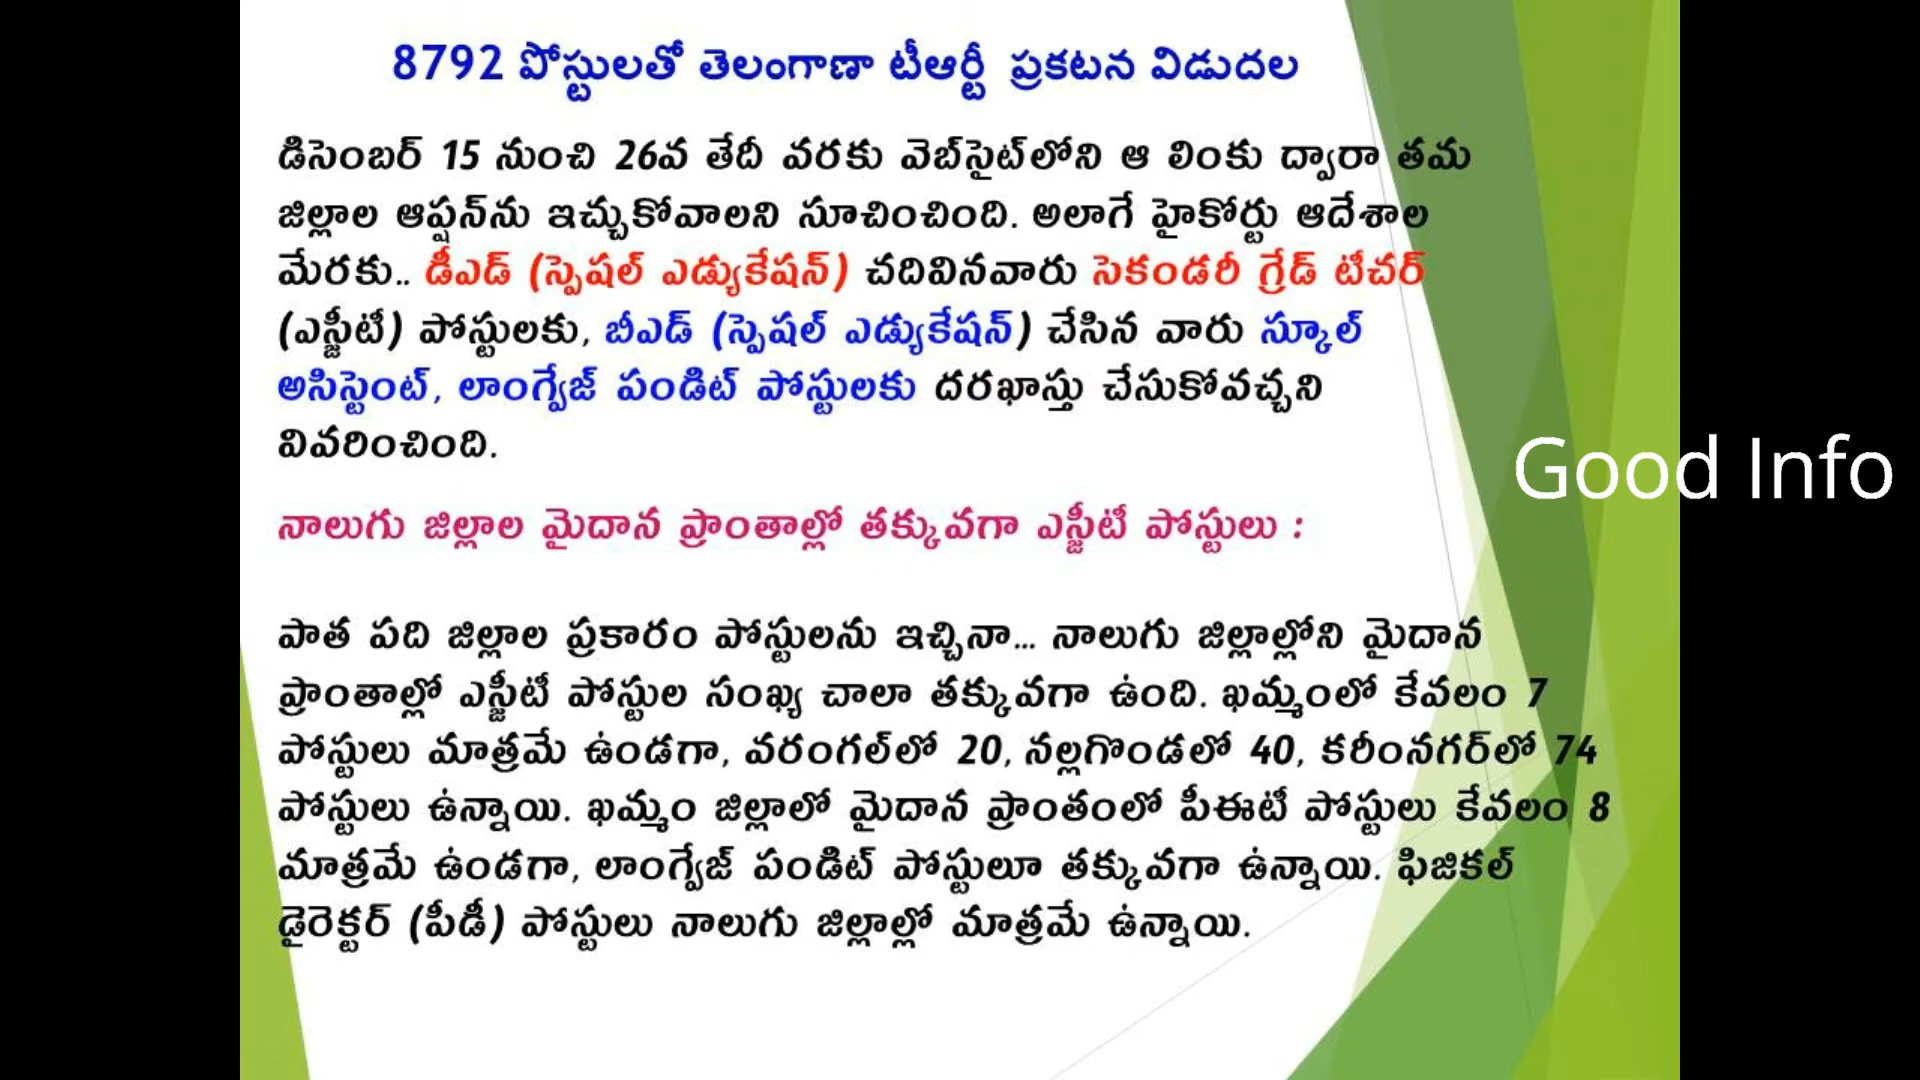 8792 పోస్టులతో తెలంగాణా టీఆర్టీ ప్రకటన విడుదల
డిసెంబర్ 15 నుంచి 26వ తేదీ వరకు వెబ్‌సైట్‌లోని ఆ లింకు ద్వారా తమ
జిల్లాల ఆప్షన్‌ను ఇచ్చుకోవాలని సూచించింది. అలాగే హైకోర్టు ఆదేశాల
మేరకు.. డీఎడ్ (స్పెషల్ ఎడ్యుకేషన్) చదివినవారు సెకండరీ గ్రేడ్ టీచర్
(ఎస్జీటీ) పోస్టులకు, బీఎడ్ (స్పెషల్ ఎడ్యుకేషన్) చేసిన వారు స్కూల్
అసిస్టెంట్, లాంగ్వేజ్ పండిట్ పోస్టులకు దరఖాస్తు చేసుకోవచ్చని
వివరించింది.
Good Info
నాలుగు జిల్లాల మైదాన ప్రాంతాల్లో తక్కువగా ఎస్జీటీ పోస్టులు :
పాత పది జిల్లాల ప్రకారం పోస్టులను ఇచ్చినా... నాలుగు జిల్లాల్లోని మైదాన
ప్రాంతాల్లో ఎస్జీటీ పోస్టుల సంఖ్య చాలా తక్కువగా ఉంది. ఖమ్మంలో కేవలం 7
పోస్టులు మాత్రమే ఉండగా, వరంగల్‌లో 20, నల్లగొండలో 40, కరీంనగర్‌లో 74
పోస్టులు ఉన్నాయి. ఖమ్మం జిల్లాలో మైదాన ప్రాంతంలో పీఈటీ పోస్టులు కేవలం 8
మాత్రమే ఉండగా, లాంగ్వేజ్ పండిట్ పోస్టులూ తక్కువగా ఉన్నాయి. ఫిజికల్
డైరెక్టర్ (పీడీ) పోస్టులు నాలుగు జిల్లాల్లో మాత్రమే ఉన్నాయి.